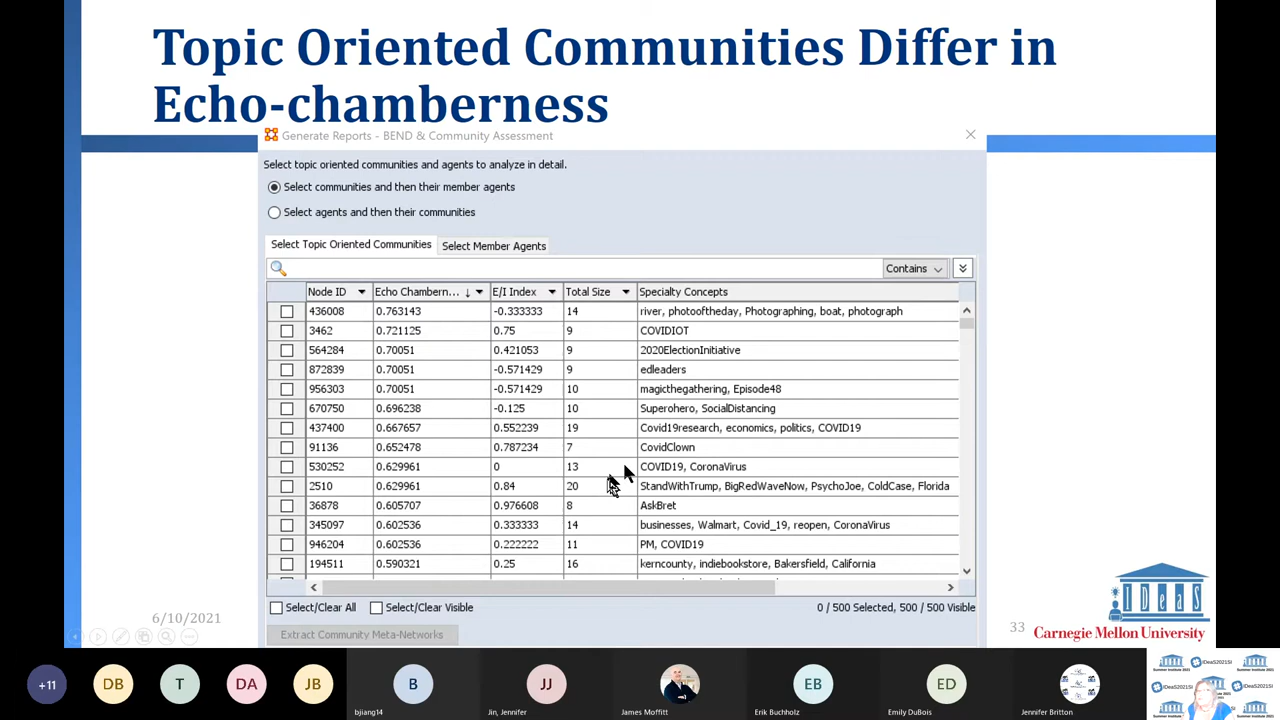 Topic Oriented Communities Differ in
Echo-chamberness
Generate Reports - BEND & Community Assessment
Select topic oriented communities and agents to analyze in detail.
Select communities and then their member agents
Select agents and then their communities
Select Topic Oriented Communities Select Member Agents
Contains
Node ID Echo Chambern... E/I Index Total Size Specialty Concepts
436008 0.763143 -0.333333 14 river, photooftheday, Photographing, boat, photograph
3462 0.721125 0.75 9 COVIDIOT
564284 0.70051 0.421053 9 2020ElectionInitiative
872839 0.70051 -0.571429 9 edleaders
956303 0.70051 -0.571429 10 magicthegathering, Episode48
670750 0.696238 -0.125 10 Superohero, SocialDistancing
437400 0.667657 0.552239 19 Covid19research, economics, politics, COVID19
91136 0.652478 0.787234 7 CovidClown
530252 0.629961 0 13 COVID19, CoronaVirus
2510 0.629961 0.84 20 StandWithTrump, BigRedWaveNow, PsychoJoe, ColdCase, Florida
36878 0.605707 0.976608 8 AskBret
345097 0.602536 0.333333 14 businesses, Walmart, Covid_19, reopen, CoronaVirus
946204 0.602536 0.222222 11 PM, COVID19
194511 0.590321 0.25 16 kerncounty, indiebookstore, Bakersfield, California
Select/Clear All Select/Clear Visible 0 / 500 Selected, 500 / 500 Visible
Extract Community Meta-Networks
6/10/2021
33
IDeaS
Carnegie Mellon University
+11 DB T DA JB B JJ EB ED
bjiang14 Jin, Jennifer James Moffitt Erik Buchholz Emily DuBois Jennifer Britton
IDeaS2021SI
IDeaS2021SI